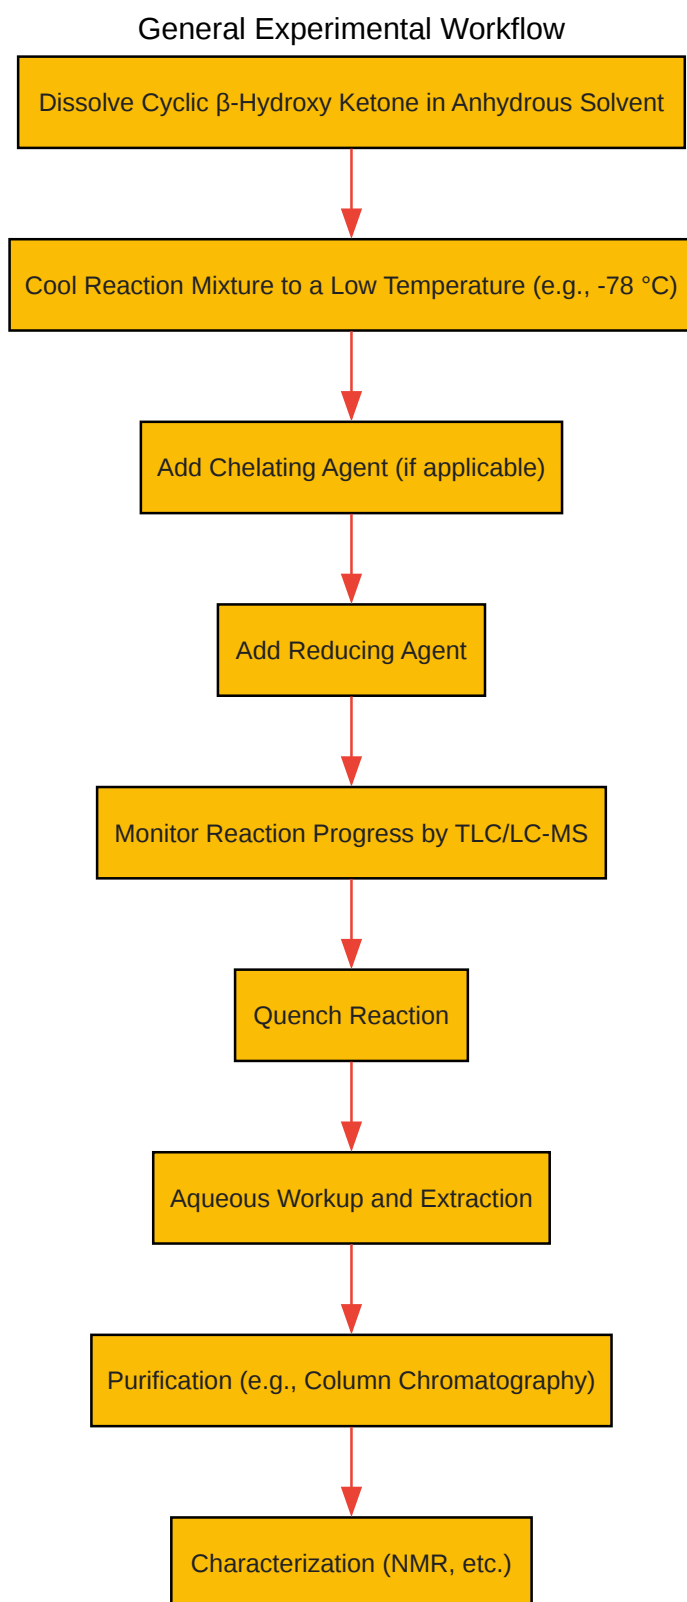 General Experimental Workflow
Dissolve Cyclic β-Hydroxy Ketone in Anhydrous Solvent
Cool Reaction Mixture to a Low Temperature (e.g., -78 °C)
Add Chelating Agent (if applicable)
Add Reducing Agent
Monitor Reaction Progress by TLC/LC-MS
Quench Reaction
Aqueous Workup and Extraction
Purification (e.g., Column Chromatography)
Characterization (NMR, etc.)